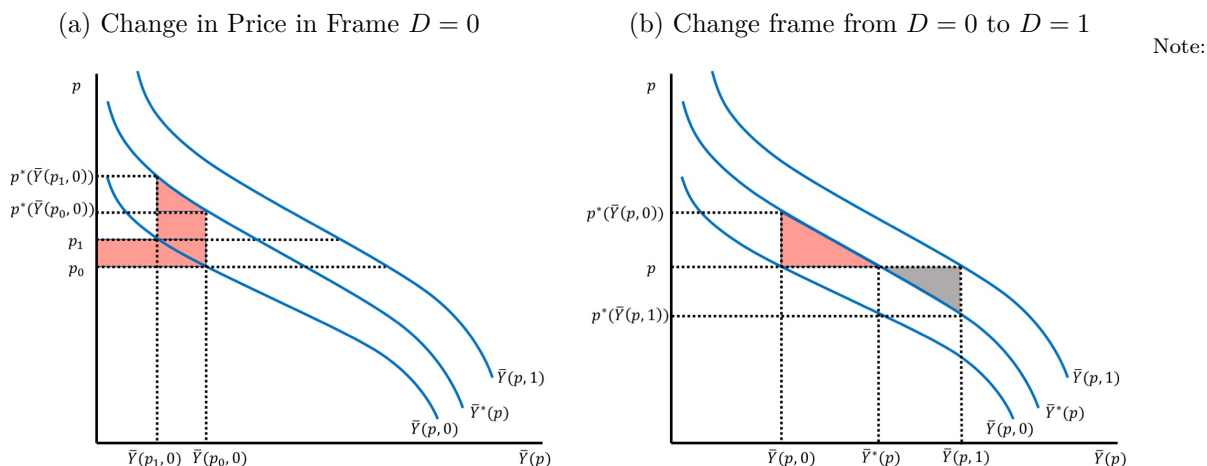 (a) Change in Price in Frame D = 0
p
p*(Ȳ(p₁, 0))
p*(Ȳ(p₀, 0))
p₁
p₀
Ȳ(p, 1)
Ȳ*(p)
Ȳ(p, 0)
Ȳ(p₁, 0)
Ȳ(p₀, 0)
Ȳ(p)
(b) Change frame from D = 0 to D = 1
p
p*(Ȳ(p, 0))
p
p*(Ȳ(p, 1))
Ȳ(p, 1)
Ȳ*(p)
Ȳ(p, 0)
Ȳ(p, 0)
Ȳ*(p)
Ȳ(p, 1)
Ȳ(p)
Note: